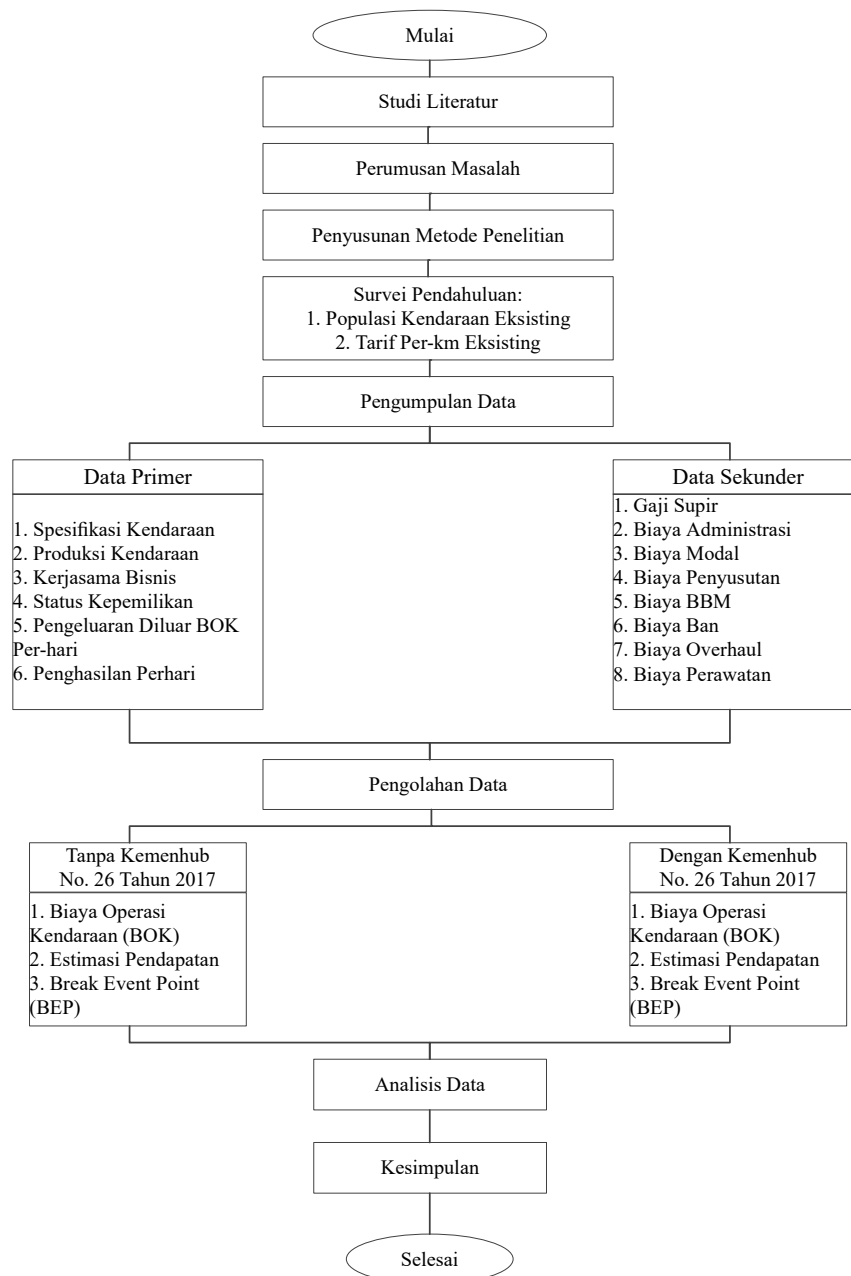 Mulai
Studi Literatur
Perumusan Masalah
Penyusunan Metode Penelitian
Survei Pendahuluan:
1. Populasi Kendaraan Eksisting
2. Tarif Per-km Eksisting
Pengumpulan Data
Data Primer
1. Spesifikasi Kendaraan
2. Produksi Kendaraan
3. Kerjasama Bisnis
4. Status Kepemilikan
5. Pengeluaran Diluar BOK
Per-hari
6. Penghasilan Perhari
Data Sekunder
1. Gaji Supir
2. Biaya Administrasi
3. Biaya Modal
4. Biaya Penyusutan
5. Biaya BBM
6. Biaya Ban
7. Biaya Overhaul
8. Biaya Perawatan
Pengolahan Data
Tanpa Kemenhub
No. 26 Tahun 2017
1. Biaya Operasi
Kendaraan (BOK)
2. Estimasi Pendapatan
3. Break Event Point
(BEP)
Dengan Kemenhub
No. 26 Tahun 2017
1. Biaya Operasi
Kendaraan (BOK)
2. Estimasi Pendapatan
3. Break Event Point
(BEP)
Analisis Data
Kesimpulan
Selesai